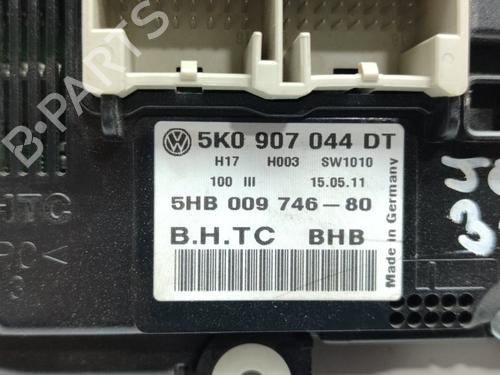 B-PARTS
5K0 907 044 DT
H17 H003 SW1010
100 III 15.05.11
5HB 009 746-80
B.H.TC BHB
Made in Germany
HTC
PC<